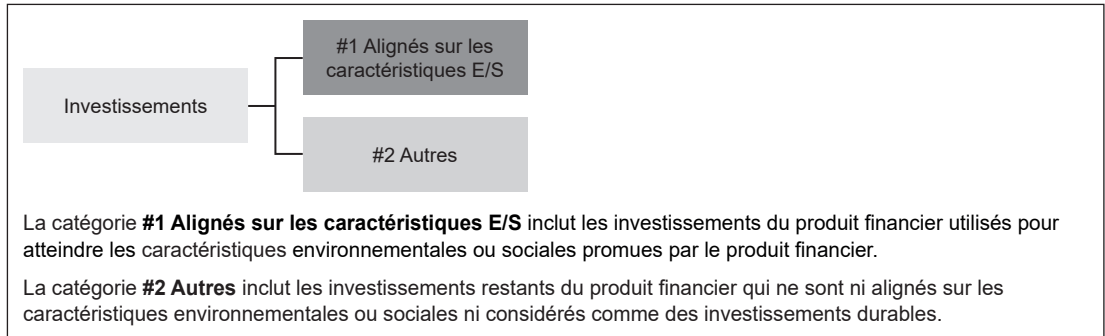 #1 Alignés sur les
caractéristiques E/S
Investissements
#2 Autres
La catégorie #1 Alignés sur les caractéristiques E/S inclut les investissements du produit financier utilisés pour
atteindre les caractéristiques environnementales ou sociales promues par le produit financier.
La catégorie #2 Autres inclut les investissements restants du produit financier qui ne sont ni alignés sur les
caractéristiques environnementales ou sociales ni considérés comme des investissements durables.